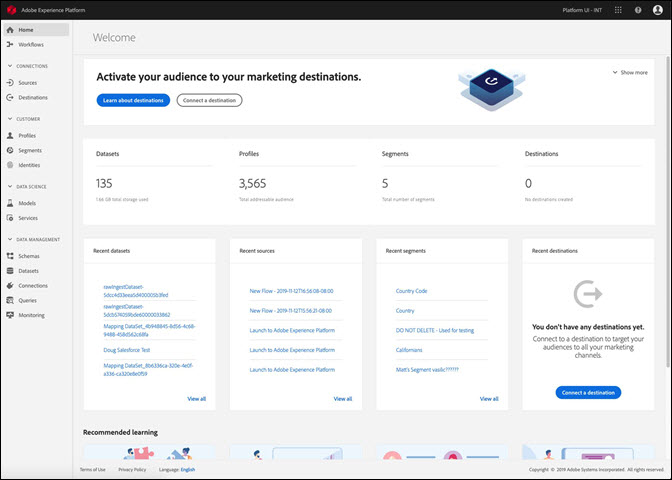 Adobe Experience Platform
Platform UI - INT
Home
Workflows
CONNECTIONS
Sources
Destinations
CUSTOMER
Profiles
Segments
Identities
DATA SCIENCE
Models
Services
DATA MANAGEMENT
Schemas
Datasets
Connections
Queries
Monitoring
Welcome
Activate your audience to your marketing destinations.
Show more
Learn about destinations
Connect a destination
Datasets
135
1.66 GB total storage used
Profiles
3,565
Total addressable audience
Segments
5
Total number of segments
Destinations
0
No destinations created
Recent datasets
rawIngestDataset-
5dcc4d33eea5d400005b3fed
rawIngestDataset-
Mapping DataSet_4b948845-8d56-4c68-
9488-458d562c68fa
Doug Salesforce Test
Mapping DataSet_8b6336ca-320e-4e0f-
a336-ca320e8e0f59
View all
Recent sources
New Flow - 2019-11-12T16:56:08-08:00
New Flow - 2019-11-12T15:56:21-08:00
Launch to Adobe Experience Platform
Launch to Adobe Experience Platform
Launch to Adobe Experience Platform
View all
Recent segments
Country Code
Country
DO NOT DELETE - Used for testing
Californians
Matt's Segment vasilic??????
View all
Recent destinations
You don't have any destinations yet.
Connect to a destination to target your
audiences to all your marketing
channels.
Connect a destination
Recommended learning
Terms of Use
Privacy Policy
Language: English
Copyright © 2019 Adobe Systems Incorporated. All rights reserved.